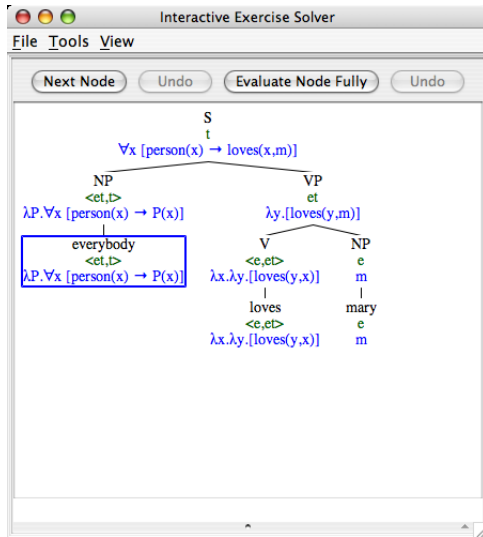 Interactive Exercise Solver
File Tools View
Next Node Undo Evaluate Node Fully Undo
S
t
∀x [person(x) → loves(x,m)]
NP VP
<et,t> et
λP.∀x [person(x) → P(x)] λy.[loves(y,m)]
everybody V NP
<et,t> <e,et> e
λP.∀x [person(x) → P(x)] λx.λy.[loves(y,x)] m
loves mary
<e,et> e
λx.λy.[loves(y,x)] m